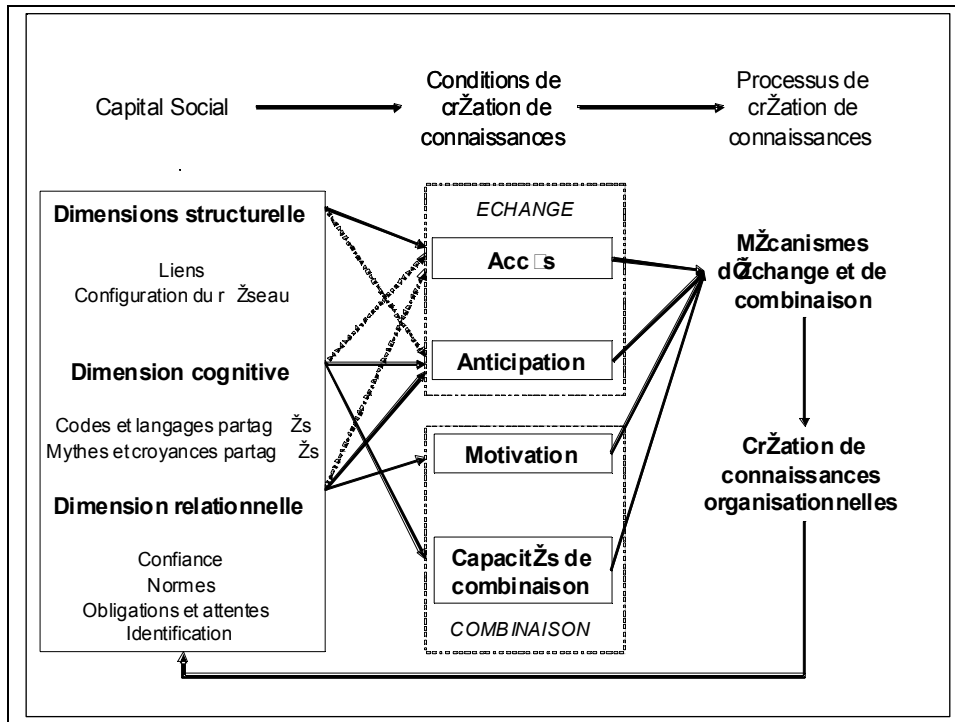 Capital Social
Conditions de
crŽation de
connaissances
Processus de
crŽation de
connaissances
Dimensions structurelle
Liens
Configuration du r Žseau
Dimension cognitive
Codes et langages partag Žs
Mythes et croyances partag Žs
Dimension relationnelle
Confiance
Normes
Obligations et attentes
Identification
ECHANGE
Acc□s
Anticipation
Motivation
CapacitŽs de
combinaison
COMBINAISON
MŽcanismes
dÕŽchange et de
combinaison
CrŽation de
connaissances
organisationnelles